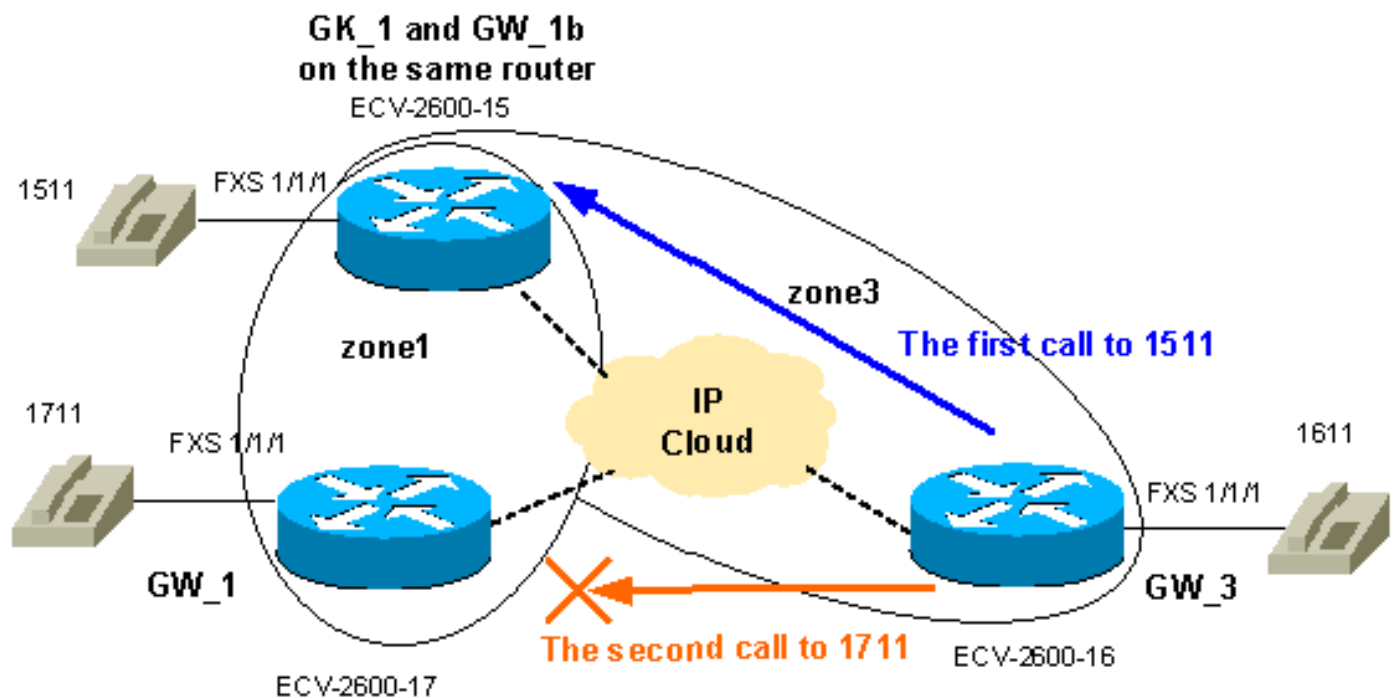 GK_1 and GW_1b
on the same router
ECV-2600-15
1511
FXS 1/1/1
zone3
The first call to 1511
zone1
IP
Cloud
1711
FXS 1/1/1
1611
FXS 1/1/1
GW_1
GW_3
The second call to 1711
ECV-2600-16
ECV-2600-17